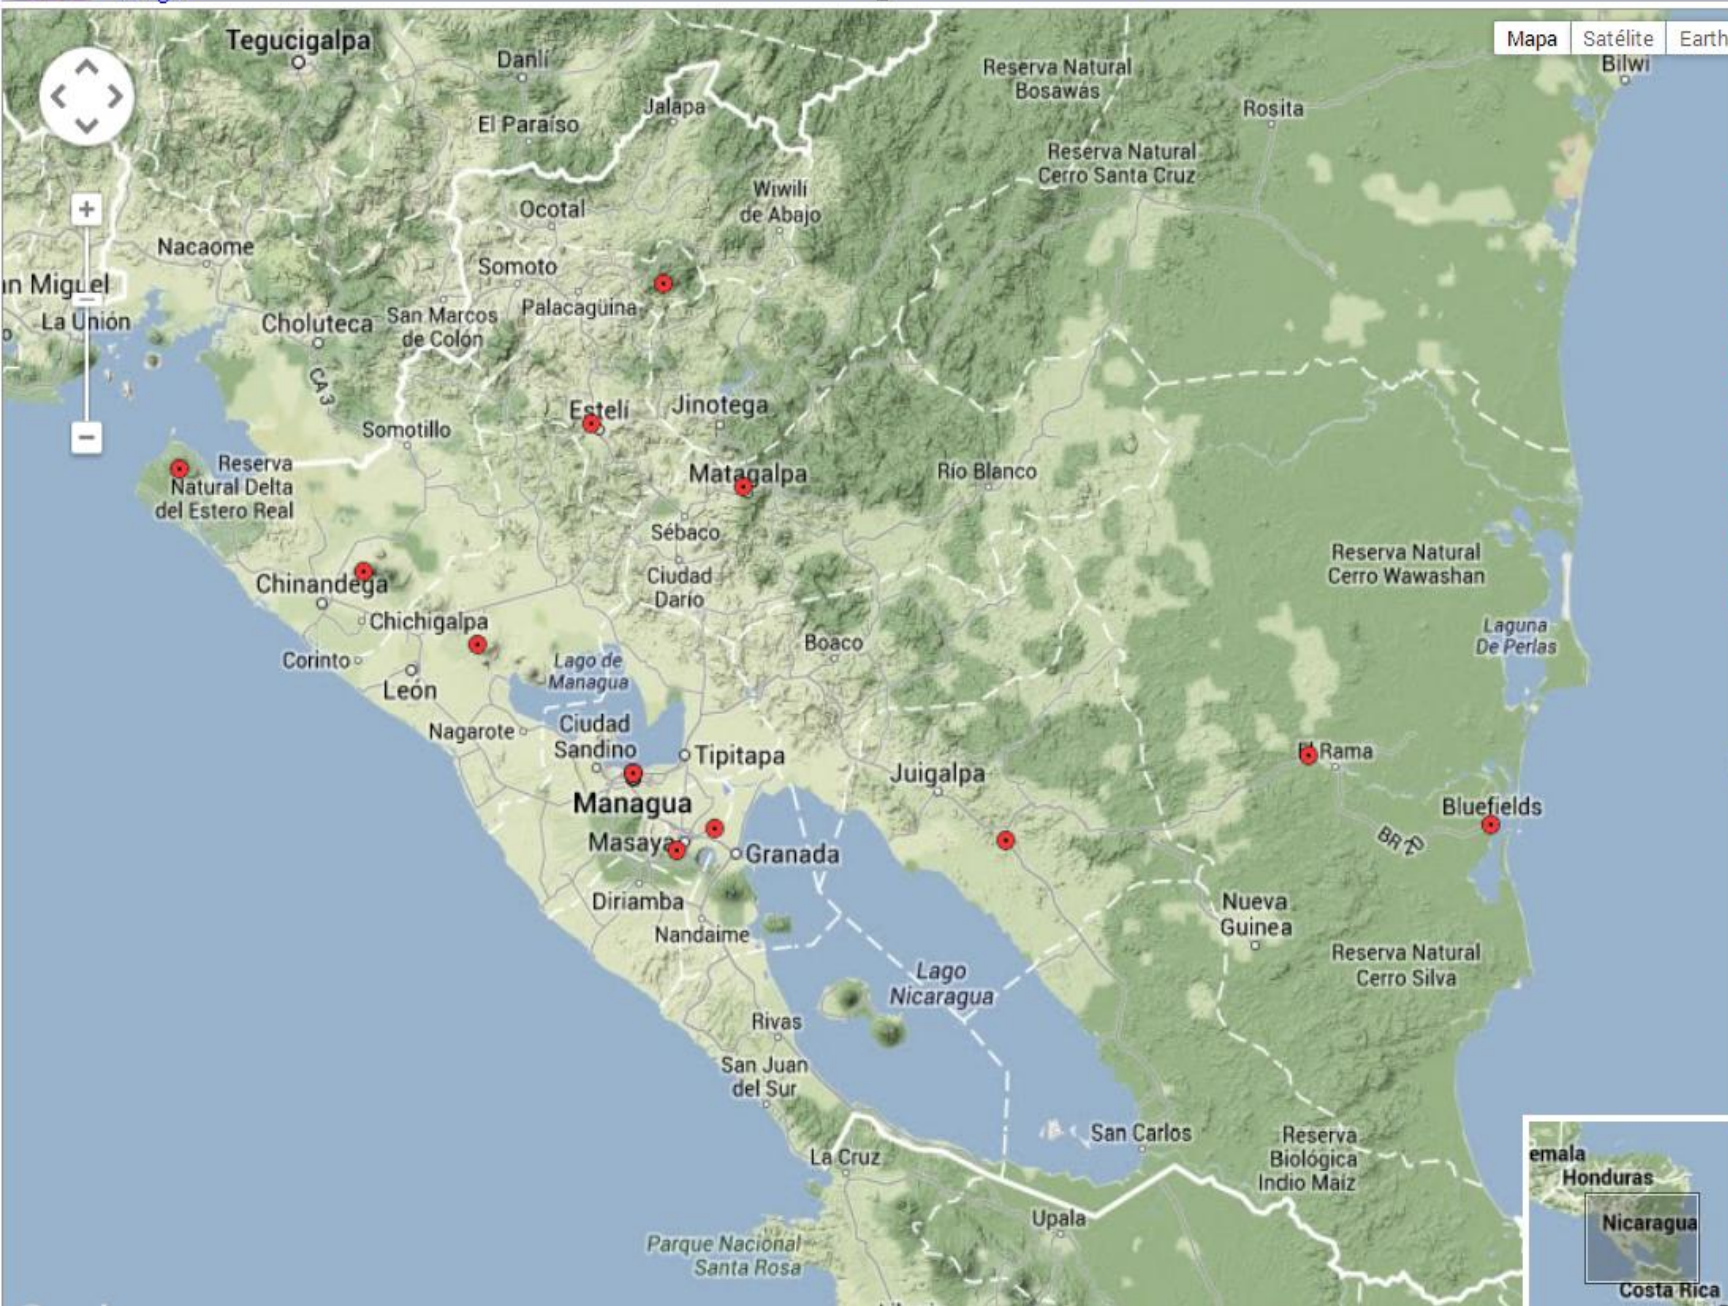 Tegucigalpa
Danlí
Mapa
Satélite
Earth
Bilwi
Reserva Natural
Bosawás
Jalapa
Rosita
El Paraíso
Reserva Natural
Cerro Santa Cruz
Wiwilí
de Abajo
Ocotal
Nacaome
Somoto
n Miguel
Palacagüina
San Marcos
de Colón
La Unión
Choluteca
CA 3
Estelí
Jinotega
Somotillo
Reserva
Natural Delta
del Estero Real
Matagalpa
Río Blanco
Sébaco
Reserva Natural
Cerro Wawashan
Ciudad
Darío
Chinandega
Chichigalpa
Laguna
De Perlas
Boaco
Corinto
León
Lago de
Managua
Nagarote
Ciudad
Sandino
Tipitapa
El Rama
Juigalpa
Managua
Bluefields
Masaya
Granada
Diriamba
Nueva
Guinea
Nandaime
Reserva Natural
Cerro Silva
Lago
Nicaragua
Rivas
San Juan
del Sur
San Carlos
Reserva
Biológica
Indio Maíz
La Cruz
emala
Honduras
Upala
Nicaragua
Parque Nacional
Santa Rosa
Costa Rica